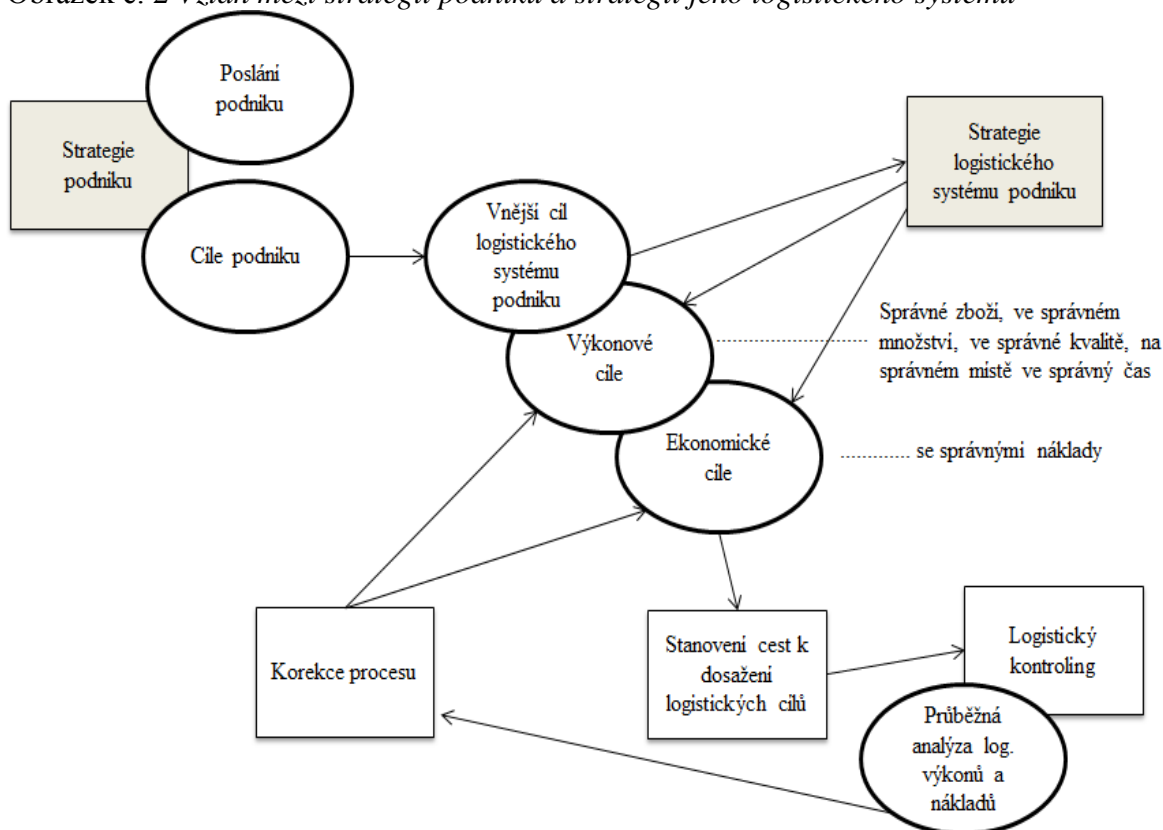 Obrázek č. 2 Vztah mezi strategií podniku a strategií jeho logistického systému
Poslání
podniku
Strategie
podniku
Cíle podniku
Vnější cíl
logistického
systému
podniku
Strategie
logistického
systému podniku
Výkonové
cíle
Správné zboží, ve správném
množství, ve správné kvalitě, na
správném místě ve správný čas
Ekonomické
cíle
............ se správnými náklady
Korekce procesu
Stanovení cest k
dosažení
logistických cílů
Logistický
kontroling
Průběžná
analýza log.
výkonů a
nákladů